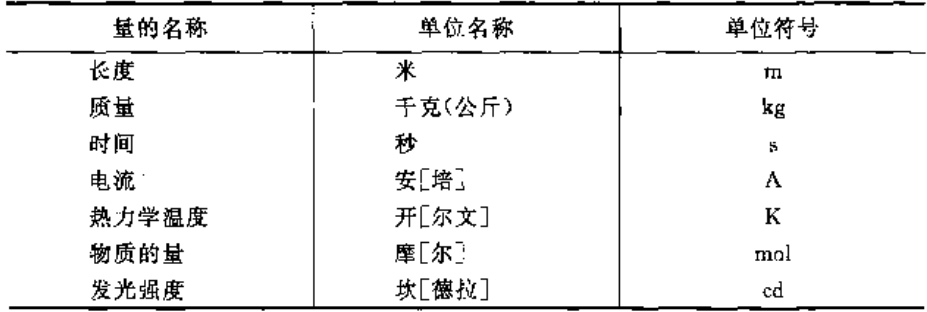 量的名称 单位名称 单位符号
长度 米 m
质量 千克(公斤) kg
时间 秒 s
电流 安[培] A
热力学温度 开[尔文] K
物质的量 摩[尔] mol
发光强度 坎[德拉] cd